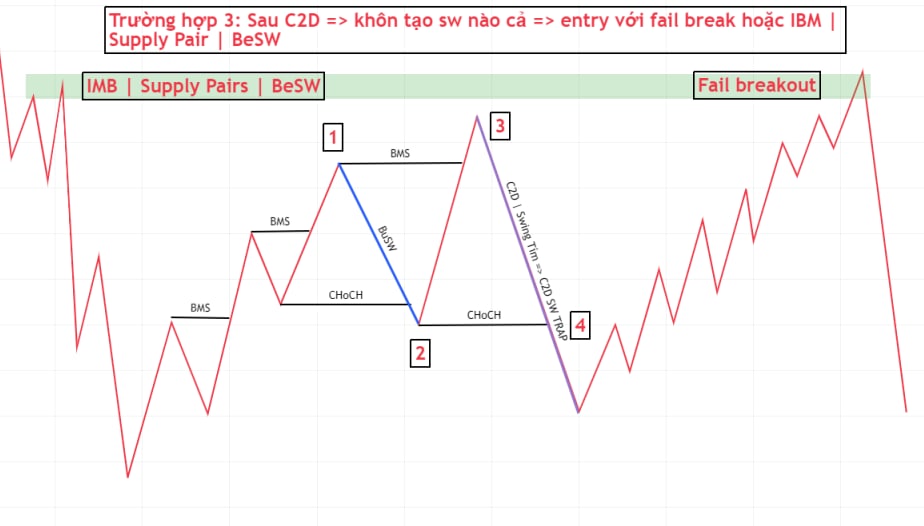 Trường hợp 3: Sau C2D => khôn tạo sw nào cả => entry với fail break hoặc IBM |
Supply Pair | BeSW
IMB | Supply Pairs | BeSW
Fail breakout
1
3
BMS
C2D | Swing Tím => C2D SW TRAP
BMS
BuSW
CHoCH
BMS
CHoCH
4
2